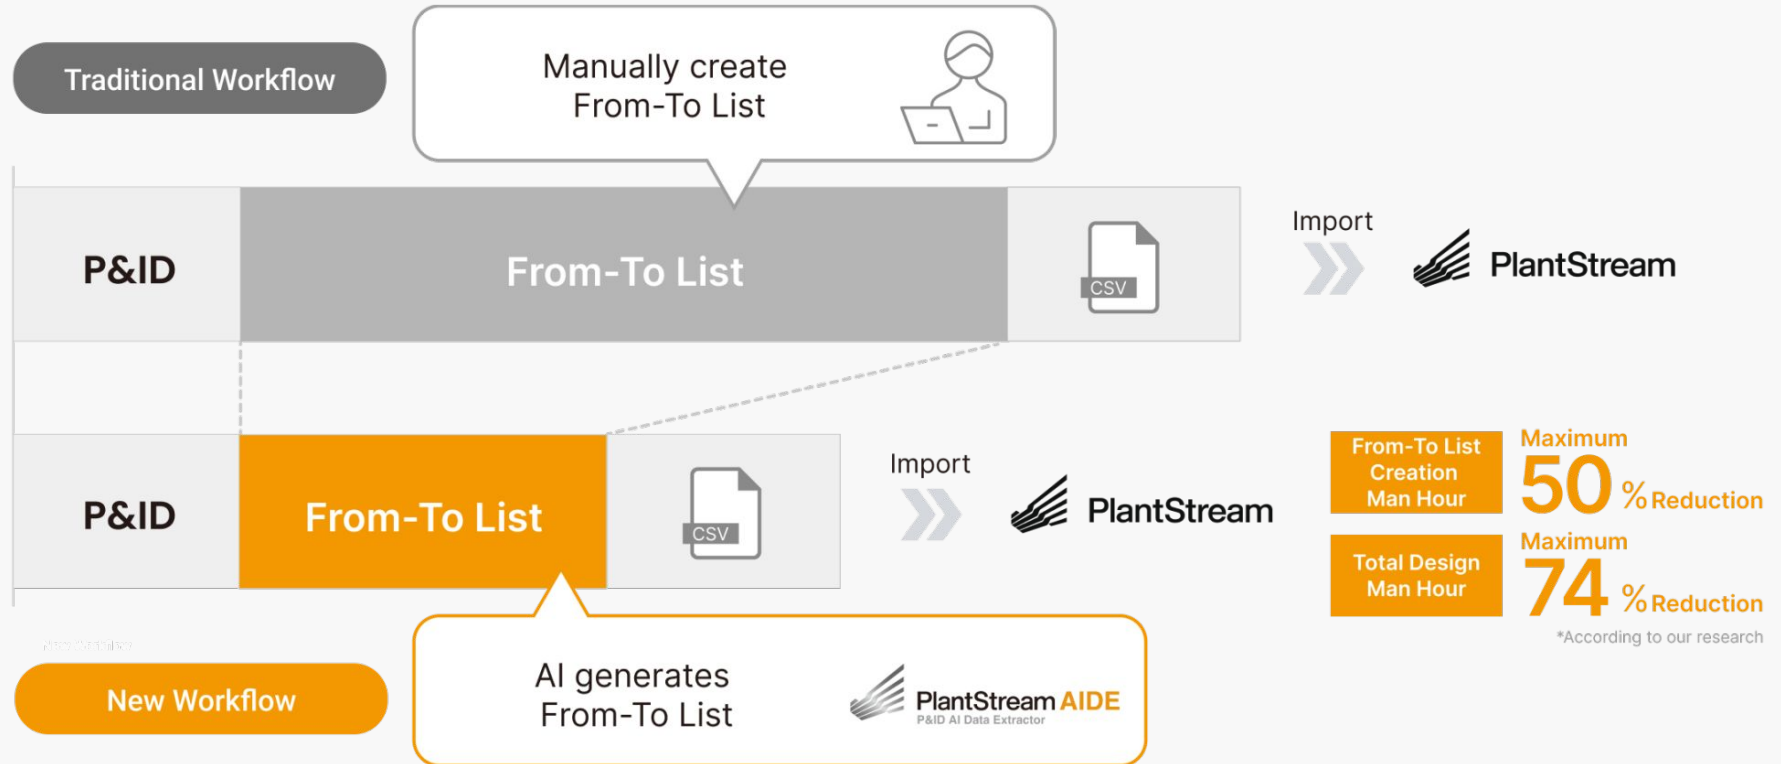 Traditional Workflow
Manually create
From-To List
P&ID
From-To List
CSV
Import
PlantStream
P&ID
From-To List
CSV
Import
PlantStream
From-To List
Creation
Man Hour
Maximum
50 % Reduction
Total Design
Man Hour
Maximum
74 % Reduction
*According to our research
New Workflow
AI generates
From-To List
PlantStream AIDE
P&ID AI Data Extractor